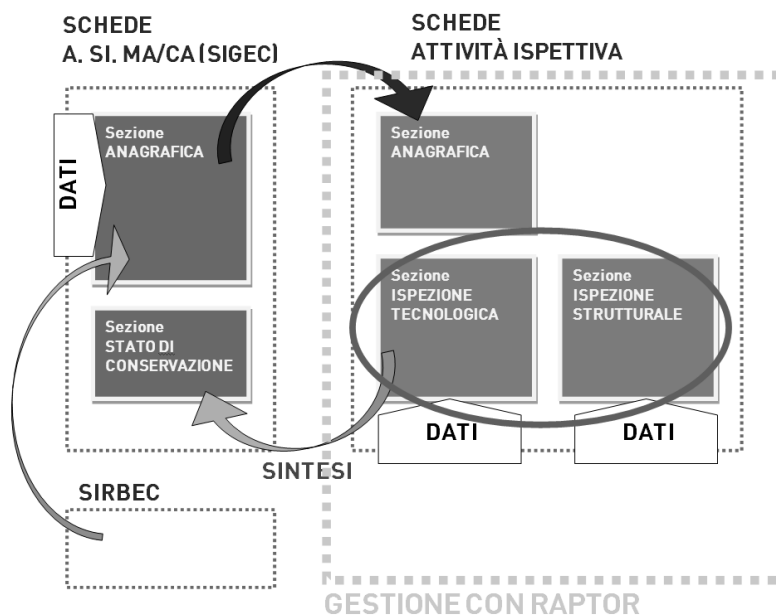 SCHEDE
A, SI, MA/CA (SIGEC)
SCHEDE
ATTIVITÀ ISPETTIVA
DATI
Sezione
ANAGRAFICA
Sezione
ANAGRAFICA
Sezione
STATO DI
CONSERVAZIONE
Sezione
ISPEZIONE
TECNOLOGICA
Sezione
ISPEZIONE
STRUTTURALE
DATI
DATI
SINTESI
SIRBEC
GESTIONE CON RAPTOR